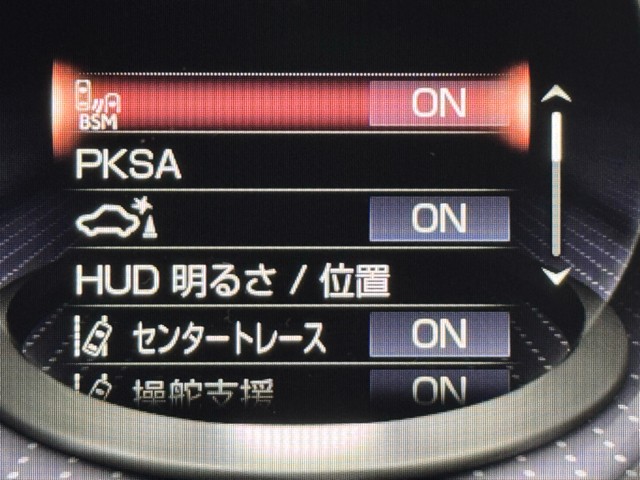 BSM ON
PKSA
ON
HUD 明るさ / 位置
センタートレース ON
操舵支援 ON